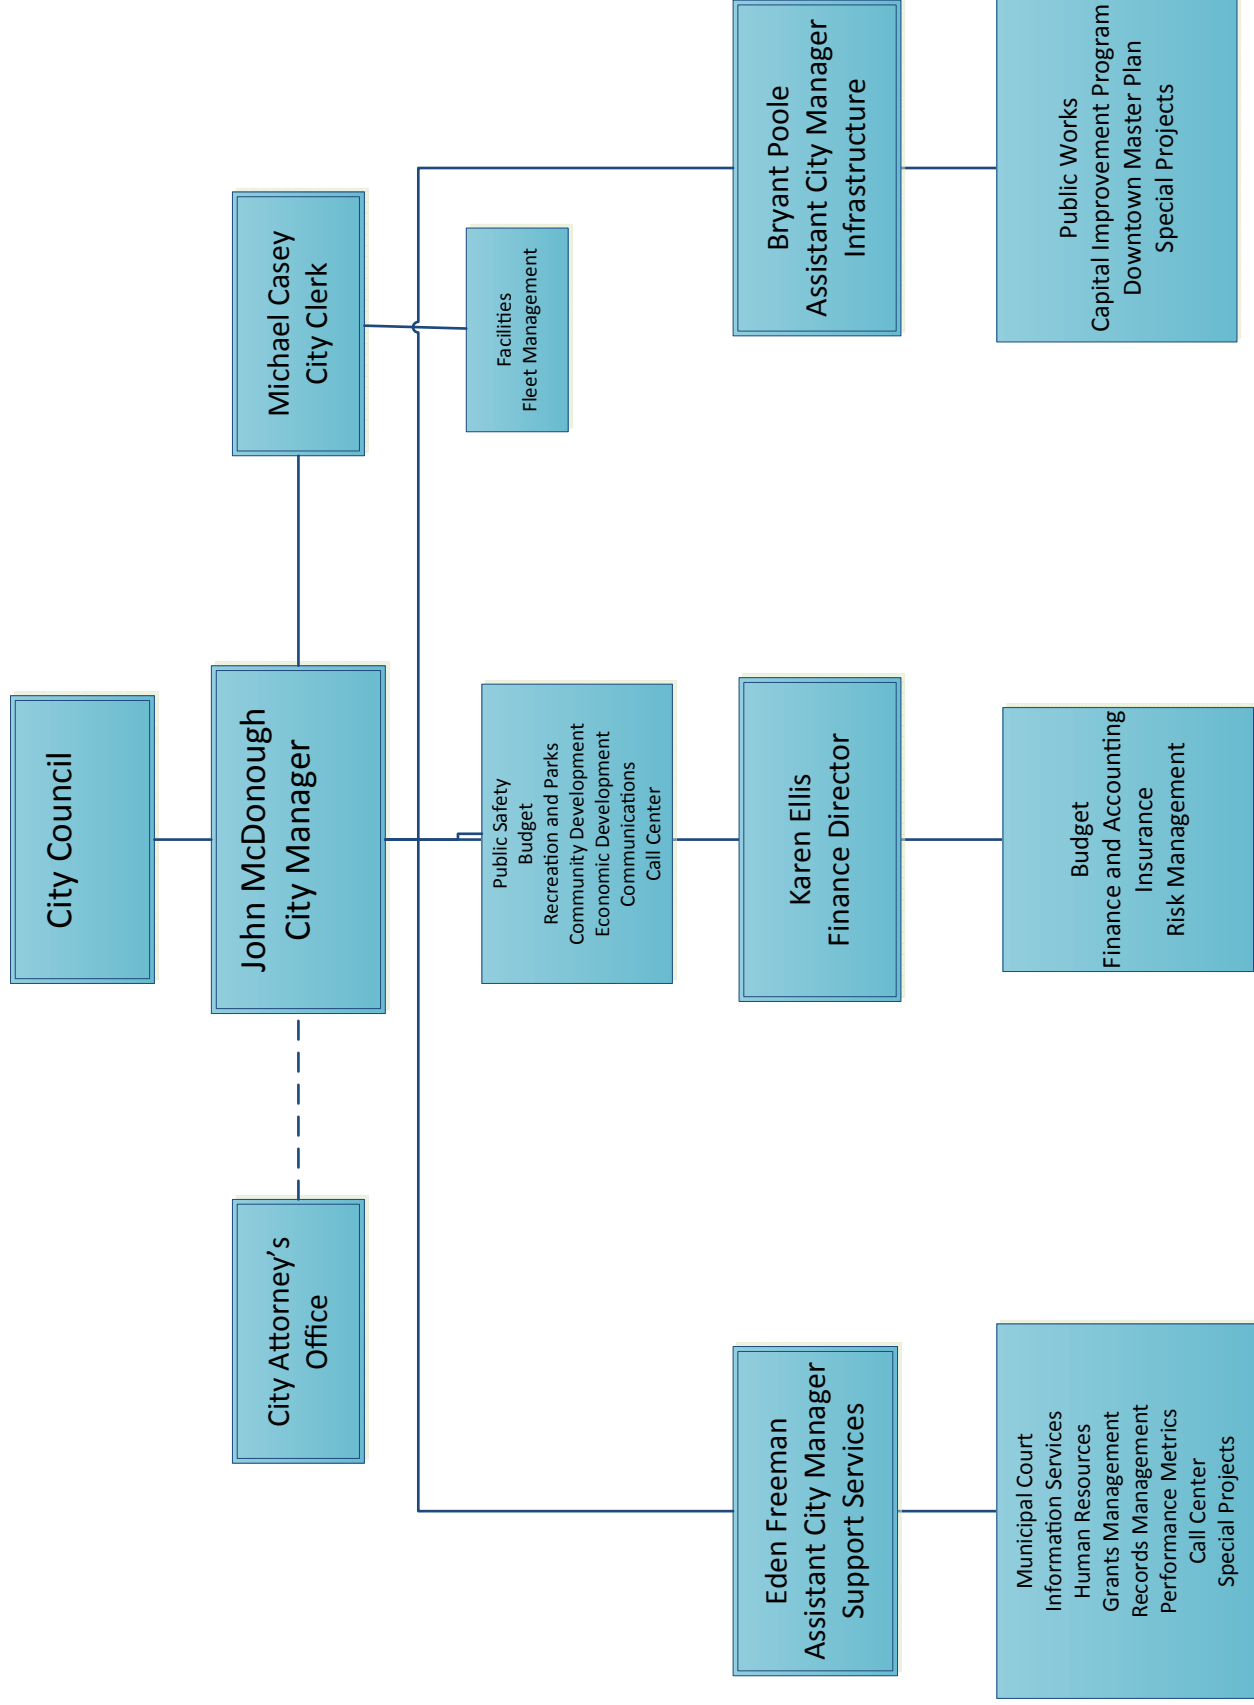 City Council
City Attorney’s
Office
John McDonough
City Manager
Michael Casey
City Clerk
Facilities
Fleet Management
Public Safety
Budget
Recreation and Parks
Community Development
Economic Development
Communications
Call Center
Eden Freeman
Assistant City Manager
Support Services
Karen Ellis
Finance Director
Bryant Poole
Assistant City Manager
Infrastructure
Municipal Court
Information Services
Human Resources
Grants Management
Records Management
Performance Metrics
Call Center
Special Projects
Budget
Finance and Accounting
Insurance
Risk Management
Public Works
Capital Improvement Program
Downtown Master Plan
Special Projects